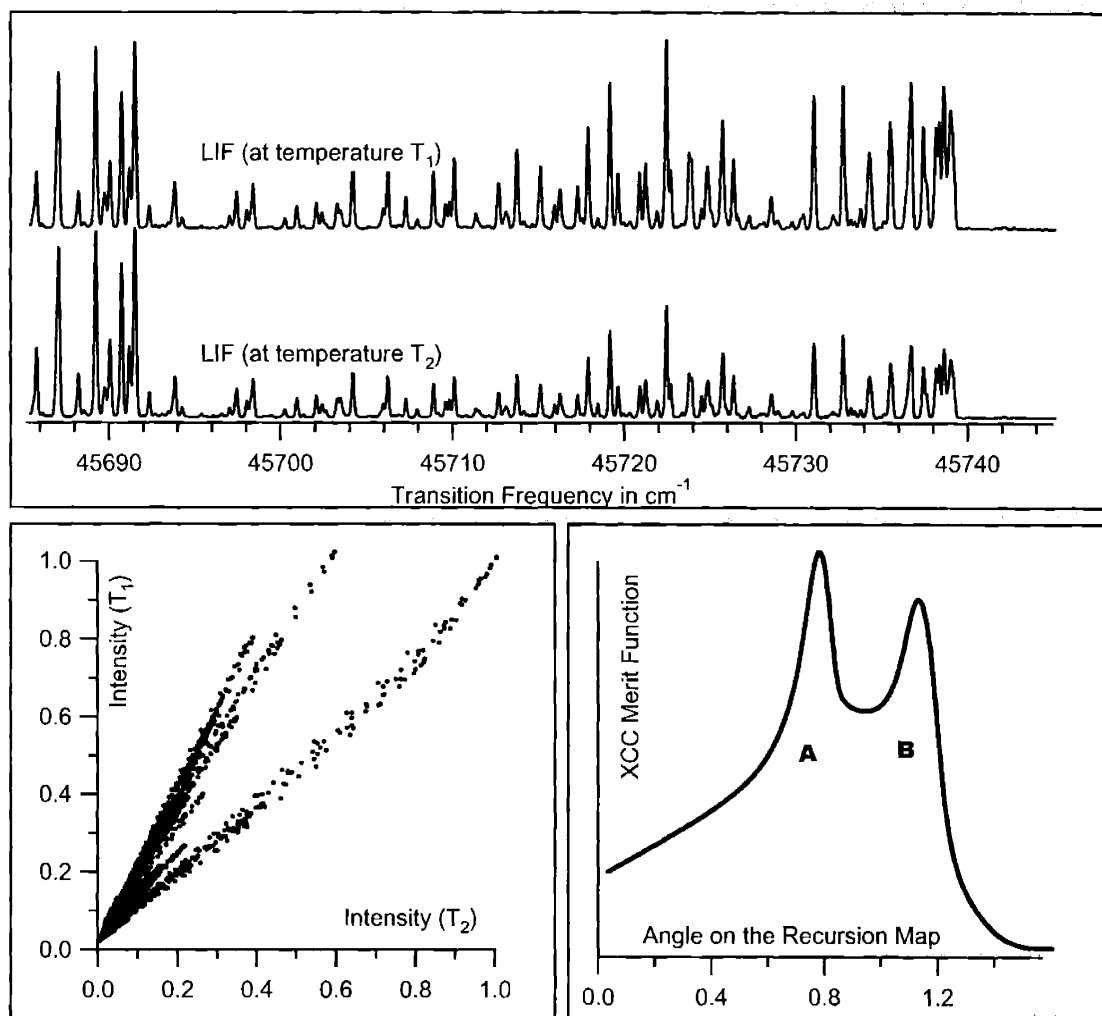 LIF (at temperature T₁)
LIF (at temperature T₂)
45690 45700 45710 45720 45730 45740
Transition Frequency in cm⁻¹
1.0
0.8
0.6
0.4
0.2
0.0
Intensity (T₁)
Intensity (T₂)
0.0 0.2 0.4 0.6 0.8 1.0
XCC Merit Function
A
B
Angle on the Recursion Map
0.0 0.4 0.8 1.2